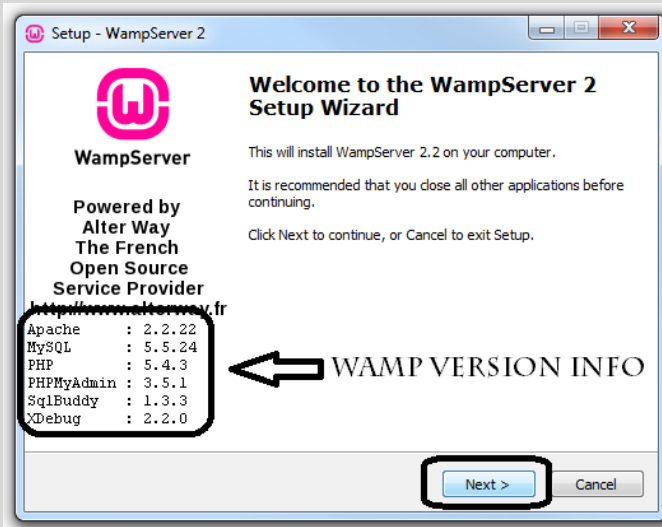 Setup - WampServer 2
Welcome to the WampServer 2
Setup Wizard
This will install WampServer 2.2 on your computer.
It is recommended that you close all other applications before
continuing.
Click Next to continue, or Cancel to exit Setup.
WampServer
Powered by
Alter Way
The French
Open Source
Service Provider
http://www.alterway.fr
Apache : 2.2.22
MySQL : 5.5.24
PHP : 5.4.3
PHPMyAdmin : 3.5.1
SqlBuddy : 1.3.3
XDebug : 2.2.0
WAMP VERSION INFO
Next >
Cancel